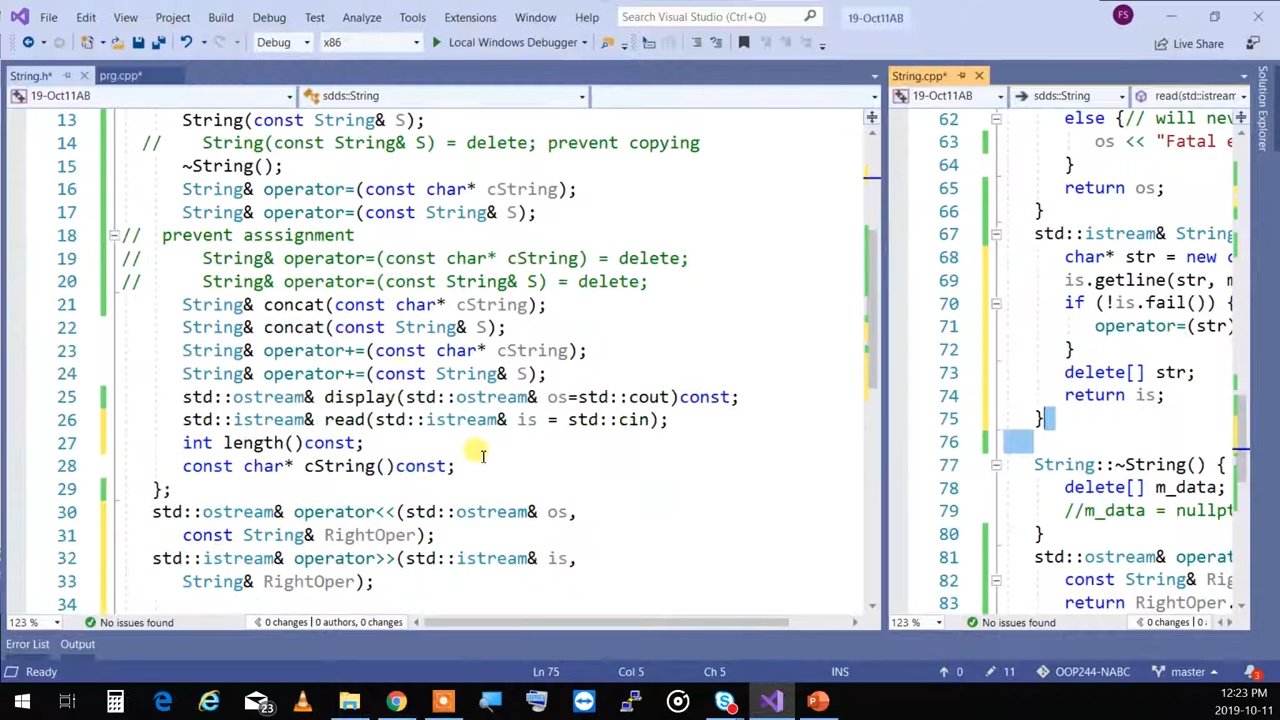 File Edit View Project Build Debug Test Analyze Tools Extensions Window Help Search Visual Studio (Ctrl+Q) 19-Oct11AB FS
Debug x86 Local Windows Debugger Live Share
String.h* prg.cpp* String.cpp*
19-Oct11AB sdds::String 19-Oct11AB sdds::String read(std::istream
Solution Explorer
13 String(const String& S);
14 // String(const String& S) = delete; prevent copying
15 ~String();
16 String& operator=(const char* cString);
17 String& operator=(const String& S);
18 // prevent asssignment
19 // String& operator=(const char* cString) = delete;
20 // String& operator=(const String& S) = delete;
21 String& concat(const char* cString);
22 String& concat(const String& S);
23 String& operator+=(const char* cString);
24 String& operator+=(const String& S);
25 std::ostream& display(std::ostream& os=std::cout)const;
26 std::istream& read(std::istream& is = std::cin);
27 int length()const;
28 const char* cString()const;
29 };
30 std::ostream& operator<<(std::ostream& os,
31 const String& RightOper);
32 std::istream& operator>>(std::istream& is,
33 String& RightOper);
34
62 else {// will nev
63 os << "Fatal e
64 }
65 return os;
66 }
67 std::istream& String
68 char* str = new c
69 is.getline(str, m
70 if (!is.fail()) {
71 operator=(str)
72 }
73 delete[] str;
74 return is;
75 }
76
77 String::~String() {
78 delete[] m_data;
79 //m_data = nullpt
80 }
81 std::ostream& operat
82 const String& Rig
83 return RightOper.
123 % No issues found 0 changes | 0 authors, 0 changes 123 % No issues found 0 changes | 0
Error List Output
Ready Ln 75 Col 5 Ch 5 INS 0 11 OOP244-NABC master 3
23 12:23 PM
2019-10-11